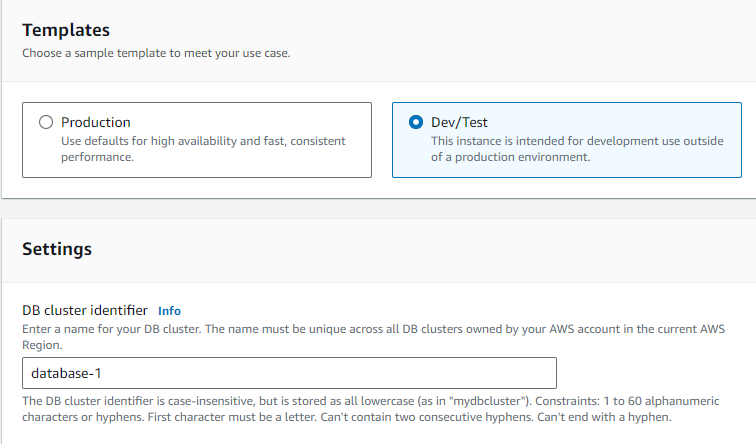 Templates
Choose a sample template to meet your use case.
Production
Use defaults for high availability and fast, consistent
performance.
Dev/Test
This instance is intended for development use outside
of a production environment.
Settings
DB cluster identifier Info
Enter a name for your DB cluster. The name must be unique across all DB clusters owned by your AWS account in the current AWS
Region.
database-1
The DB cluster identifier is case-insensitive, but is stored as all lowercase (as in "mydbcluster"). Constraints: 1 to 60 alphanumeric
characters or hyphens. First character must be a letter. Can't contain two consecutive hyphens. Can't end with a hyphen.